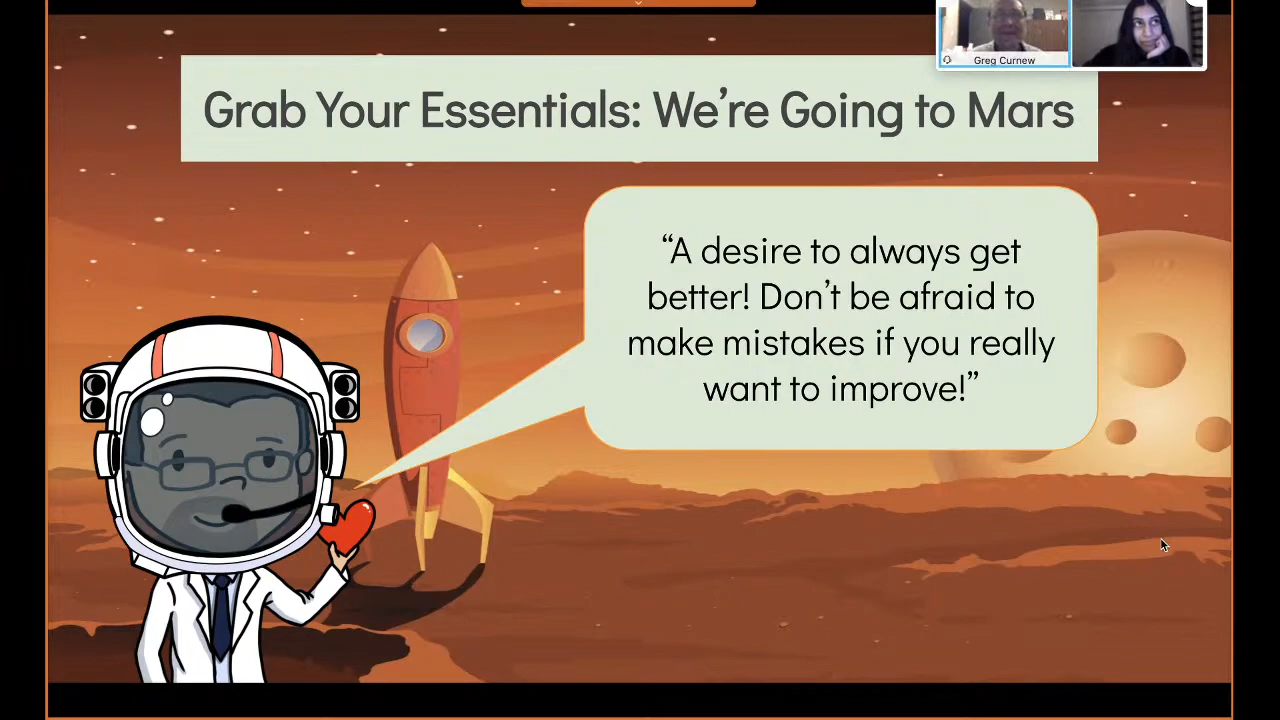 Greg Curnew
Grab Your Essentials: We’re Going to Mars
“A desire to always get
better! Don’t be afraid to
make mistakes if you really
want to improve!”